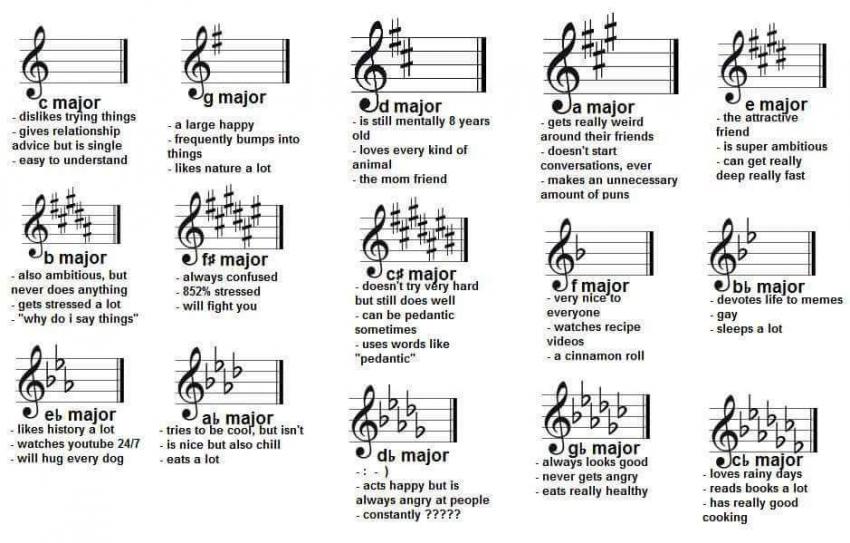 c major
- dislikes trying things
- gives relationship
advice but is single
- easy to understand
g major
- a large happy
- frequently bumps into
things
- likes nature a lot
d major
- is still mentally 8 years
old
- loves every kind of
animal
- the mom friend
a major
- gets really weird
around their friends
- doesn't start
conversations, ever
- makes an unnecessary
amount of puns
e major
- the attractive
friend
- is super ambitious
- can get really
deep really fast
b major
- also ambitious, but
never does anything
- gets stressed a lot
- "why do i say things"
f♯ major
- always confused
- 852% stressed
- will fight you
c♯ major
- doesn't try very hard
but still does well
- can be pedantic
sometimes
- uses words like
"pedantic"
f major
- very nice to
everyone
- watches recipe
videos
- a cinnamon roll
b♭ major
- devotes life to memes
- gay
- sleeps a lot
e♭ major
- likes history a lot
- watches youtube 24/7
- will hug every dog
a♭ major
- tries to be cool, but isn't
- is nice but also chill
- eats a lot
d♭ major
- : - )
- acts happy but is
always angry at people
- constantly ?????
g♭ major
- always looks good
- never gets angry
- eats really healthy
c♭ major
- loves rainy days
- reads books a lot
- has really good
cooking